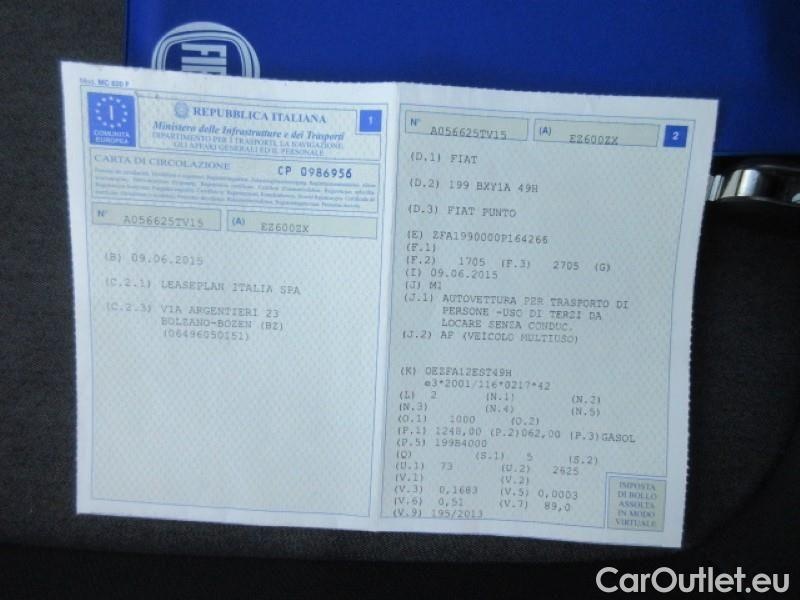 FIAT
Mod. MC 820 F
I
COMUNITÀ
EUROPEA
REPUBBLICA ITALIANA
1
Ministero delle Infrastrutture e dei Trasporti
DIPARTIMENTO PER I TRASPORTI, LA NAVIGAZIONE,
GLI AFFARI GENERALI ED IL PERSONALE
CARTA DI CIRCOLAZIONE
CP 0986956
N° A056625TV15 (A) EZ600ZX
(B) 09.06.2015
(C.2.1) LEASEPLAN ITALIA SPA
(C.2.3) VIA ARGENTIERI 23
BOLZANO-BOZEN (BZ)
(06496050151)
N° A056625TV15 (A) EZ600ZX 2
(D.1) FIAT
(D.2) 199 BXY1A 49H
(D.3) FIAT PUNTO
(E) ZFA1990000P164266
(F.1)
(F.2) 1705 (F.3) 2705 (G)
(I) 09.06.2015
(J) M1
(J.1) AUTOVETTURA PER TRASPORTO DI
PERSONE -USO DI TERZI DA
LOCARE SENZA CONDUC.
(J.2) AF (VEICOLO MULTIUSO)
(K) OEZFA12EST49H
e3*2001/116*0217*42
(L) 2 (N.1) (N.2)
(N.3) (N.4) (N.5)
(O.1) 1000 (O.2)
(P.1) 1248,00 (P.2)062,00 (P.3)GASOL
(P.5) 199B4000
(Q) (S.1) 5 (S.2)
(U.1) 73 (U.2) 2625
(V.1) (V.2)
(V.3) 0,1683 (V.5) 0,0003
(V.6) 0,51 (V.7) 89,0
(V.9) 195/2013
IMPOSTA
DI BOLLO
ASSOLTA
IN MODO
VIRTUALE
CarOutlet.eu